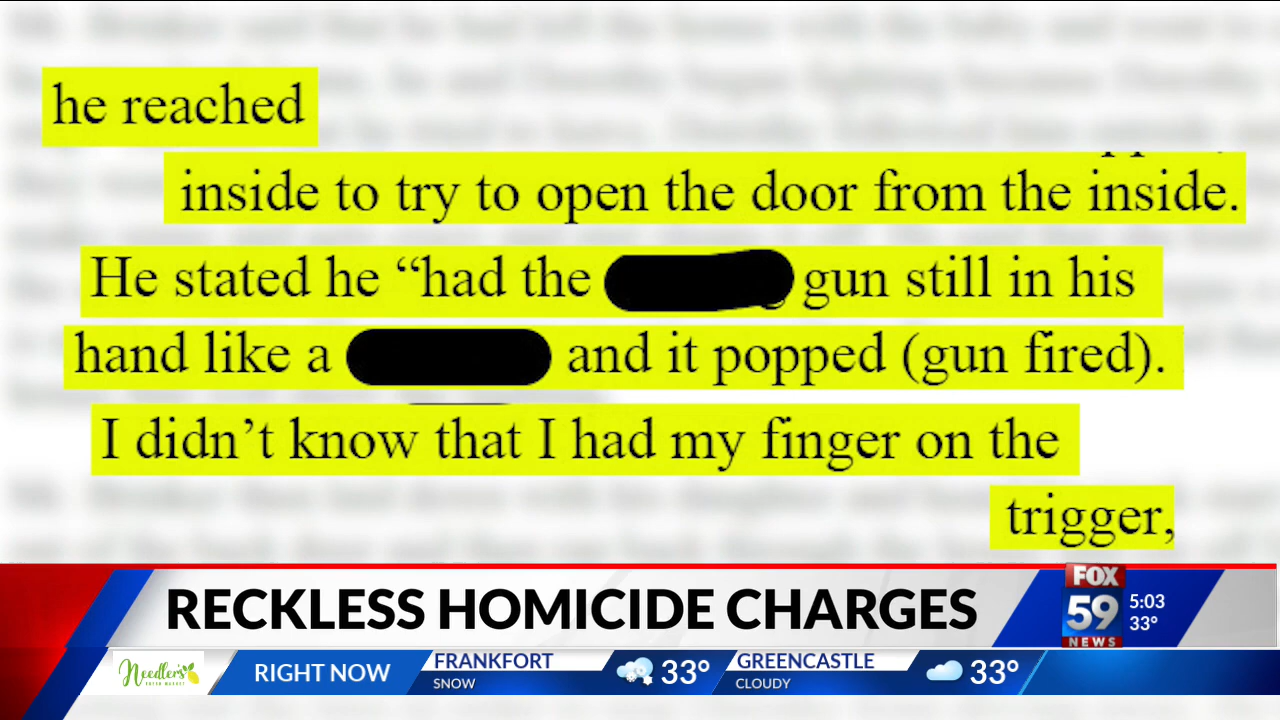 he reached
inside to try to open the door from the inside.
He stated he “had the gun still in his
hand like a and it popped (gun fired).
I didn’t know that I had my finger on the
trigger,
RECKLESS HOMICIDE CHARGES
FOX
59
NEWS
5:03
33°
Needler's
FRESH MARKET
RIGHT NOW
FRANKFORT
SNOW
33°
GREENCASTLE
CLOUDY
33°